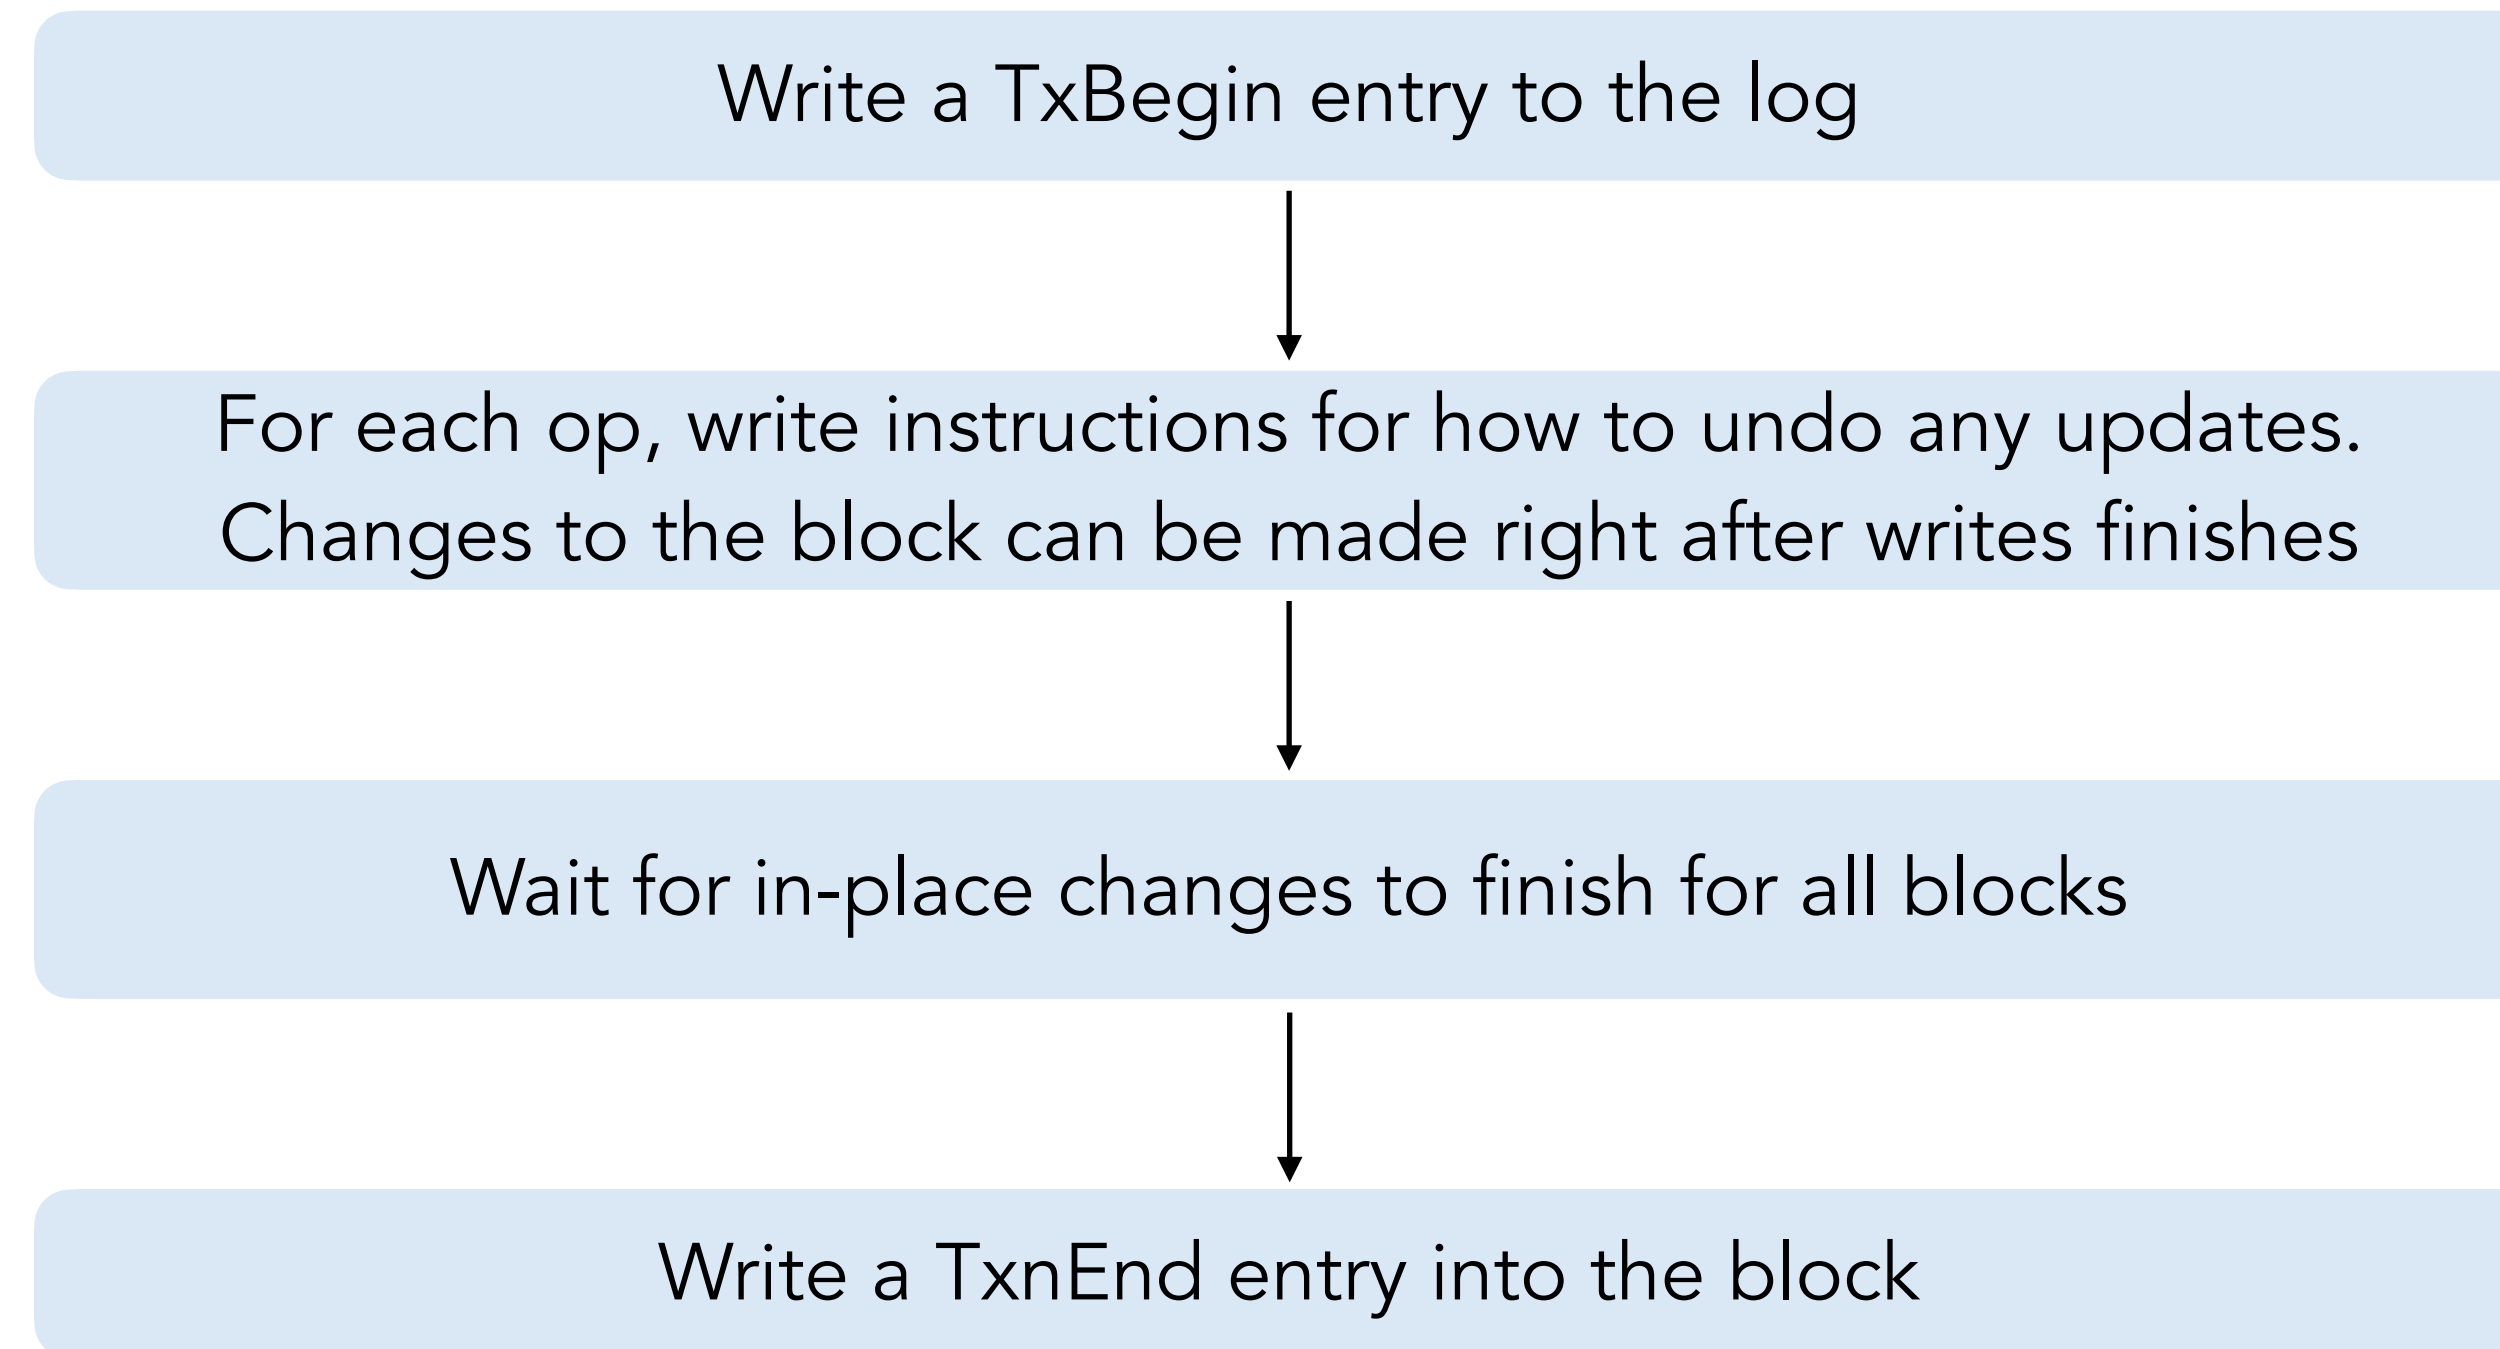 Write a TxBegin entry to the log
For each op, write instructions for how to undo any updates.
Changes to the block can be made right after writes finishes
Wait for in-place changes to finish for all blocks
Write a TxnEnd entry into the block